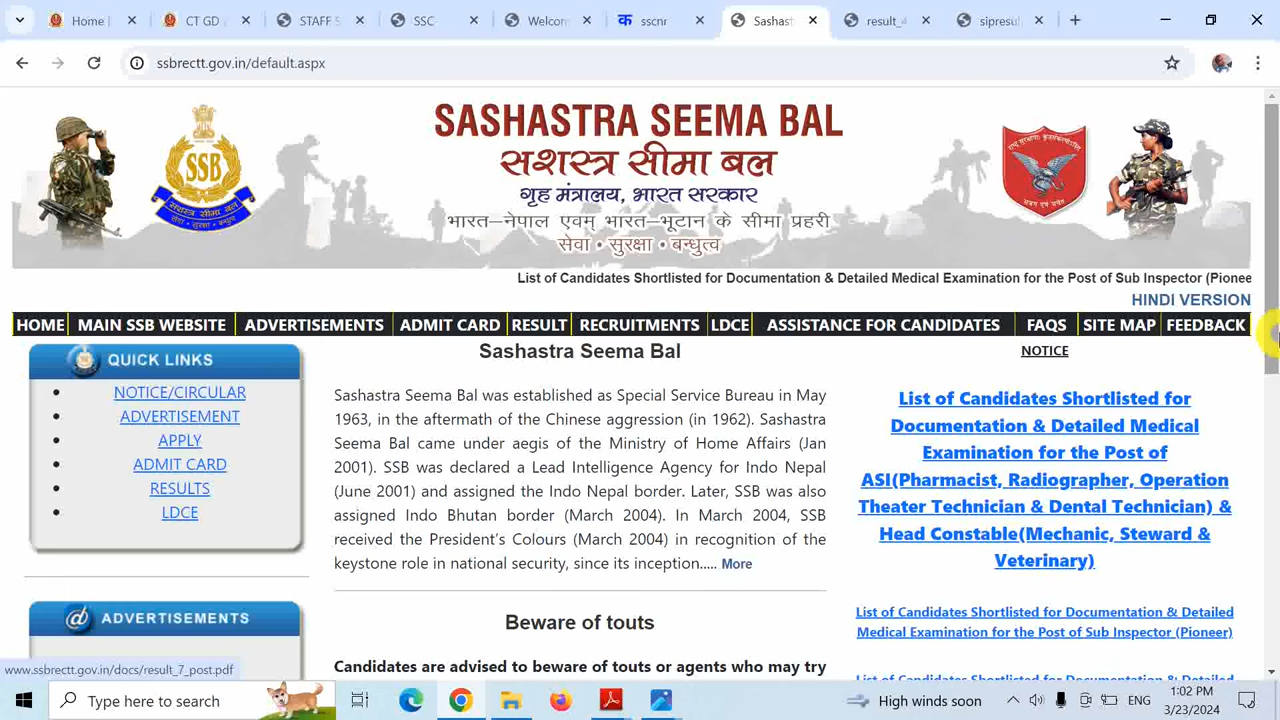 Home |
CT GD
STAFF S
SSC
Welcom
sscnr
Sashast
result_4
sipresul
ssbrectt.gov.in/default.aspx
SASHASTRA SEEMA BAL
सशस्त्र सीमा बल
गृह मंत्रालय, भारत सरकार
भारत–नेपाल एवम् भारत–भूटान के सीमा प्रहरी
सेवा • सुरक्षा • बन्धुत्व
SSB
List of Candidates Shortlisted for Documentation & Detailed Medical Examination for the Post of Sub Inspector (Pionee
HINDI VERSION
HOME MAIN SSB WEBSITE ADVERTISEMENTS ADMIT CARD RESULT RECRUITMENTS LDCE ASSISTANCE FOR CANDIDATES FAQS SITE MAP FEEDBACK
QUICK LINKS
NOTICE/CIRCULAR
ADVERTISEMENT
APPLY
ADMIT CARD
RESULTS
LDCE
ADVERTISEMENTS
Sashastra Seema Bal
Sashastra Seema Bal was established as Special Service Bureau in May
1963, in the aftermath of the Chinese aggression (in 1962). Sashastra
Seema Bal came under aegis of the Ministry of Home Affairs (Jan
2001). SSB was declared a Lead Intelligence Agency for Indo Nepal
(June 2001) and assigned the Indo Nepal border. Later, SSB was also
assigned Indo Bhutan border (March 2004). In March 2004, SSB
received the President's Colours (March 2004) in recognition of the
keystone role in national security, since its inception..... More
Beware of touts
Candidates are advised to beware of touts or agents who may try
NOTICE
List of Candidates Shortlisted for
Documentation & Detailed Medical
Examination for the Post of
ASI(Pharmacist, Radiographer, Operation
Theater Technician & Dental Technician) &
Head Constable(Mechanic, Steward &
Veterinary)
List of Candidates Shortlisted for Documentation & Detailed
Medical Examination for the Post of Sub Inspector (Pioneer)
List of Candidates Shortlisted for Documentation & Detailed
www.ssbrectt.gov.in/docs/result_7_post.pdf
Type here to search
High winds soon
ENG
1:02 PM
3/23/2024